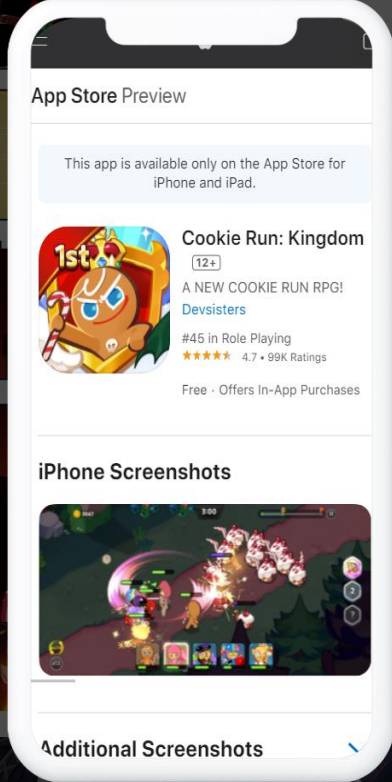 App Store Preview
This app is available only on the App Store for
iPhone and iPad.
1st
Cookie Run: Kingdom
12+
A NEW COOKIE RUN RPG!
Devsisters
#45 in Role Playing
4.7 • 99K Ratings
Free · Offers In-App Purchases
iPhone Screenshots
3:00
2
Additional Screenshots